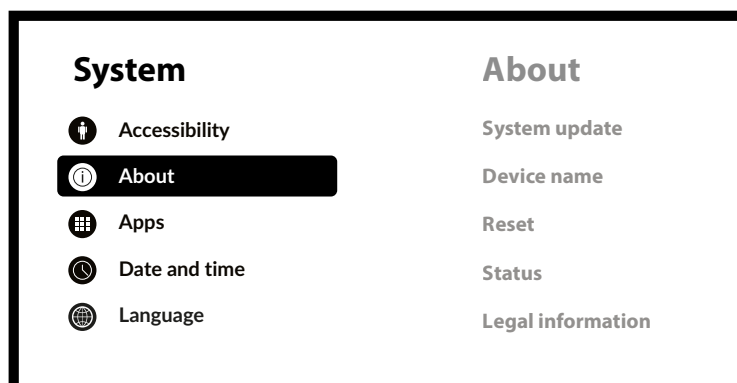 System
Accessibility
About
Apps
Date and time
Language
About
System update
Device name
Reset
Status
Legal information